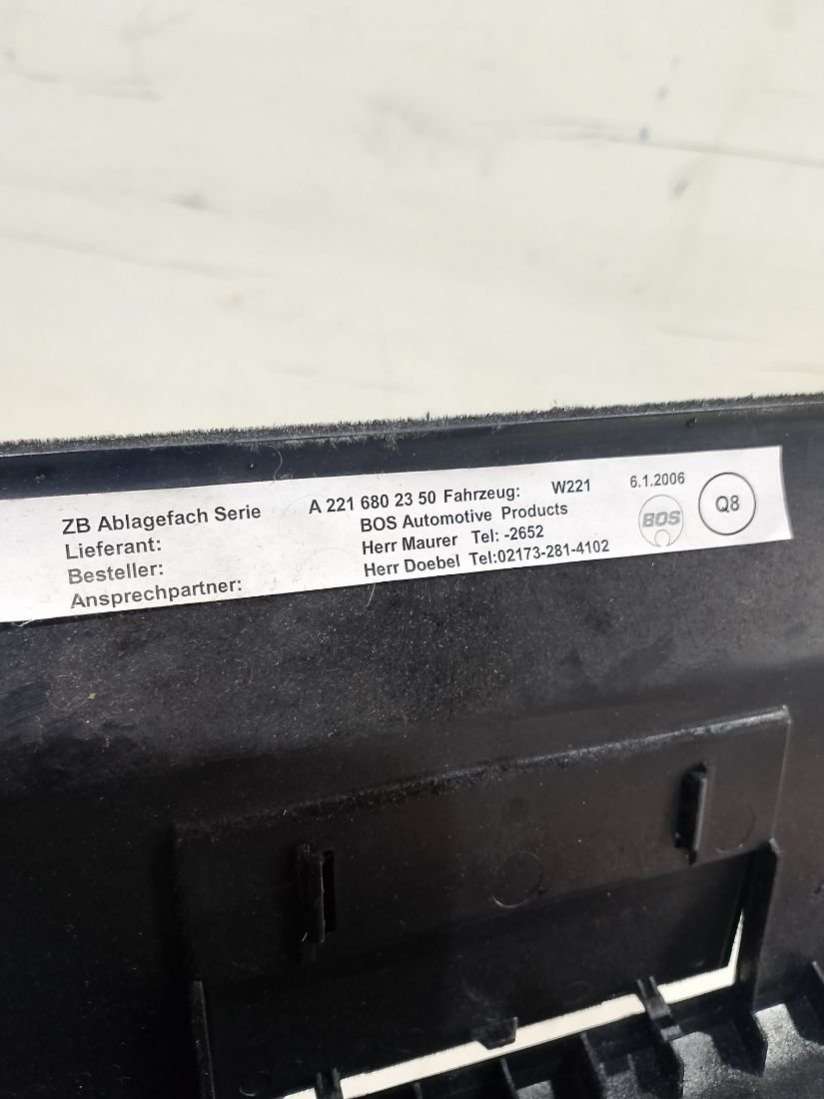 ZB Ablagefach Serie A 221 680 23 50 Fahrzeug: W221 6.1.2006
Lieferant: BOS Automotive Products
Besteller: Herr Maurer Tel: -2652
Ansprechpartner: Herr Doebel Tel:02173-281-4102
BOS
Q8